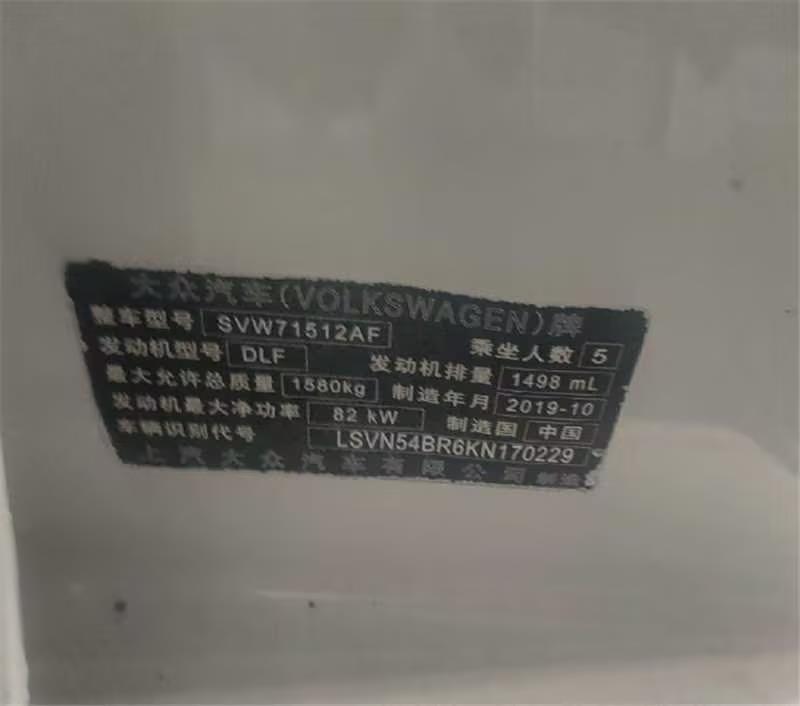 大众汽车(VOLKSWAGEN)牌
整车型号 SVW71512AF 乘坐人数 5
发动机型号 DLF 发动机排量 1498 mL
最大允许总质量 1580kg 制造年月 2019-10
发动机最大净功率 82 kW 制造国 中国
车辆识别代号 LSVN54BR6KN170229
上汽大众汽车有限公司 制造